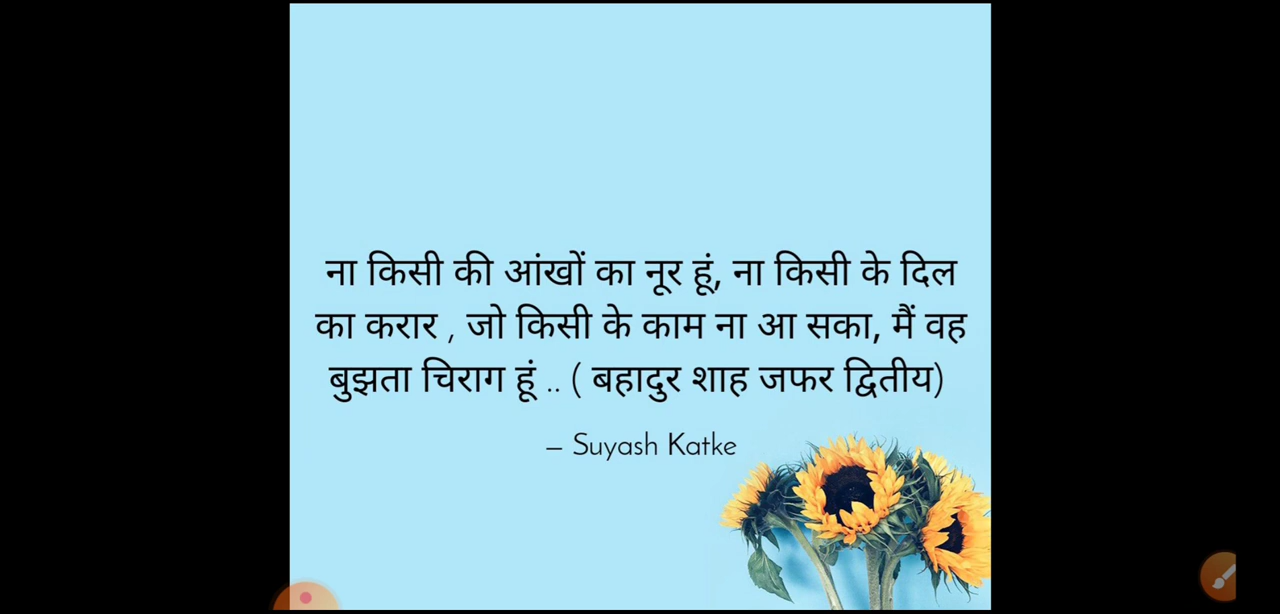 ना किसी की आंखों का नूर हूं, ना किसी के दिल
का करार , जो किसी के काम ना आ सका, मैं वह
बुझता चिराग हूं .. ( बहादुर शाह जफर द्वितीय)
– Suyash Katke